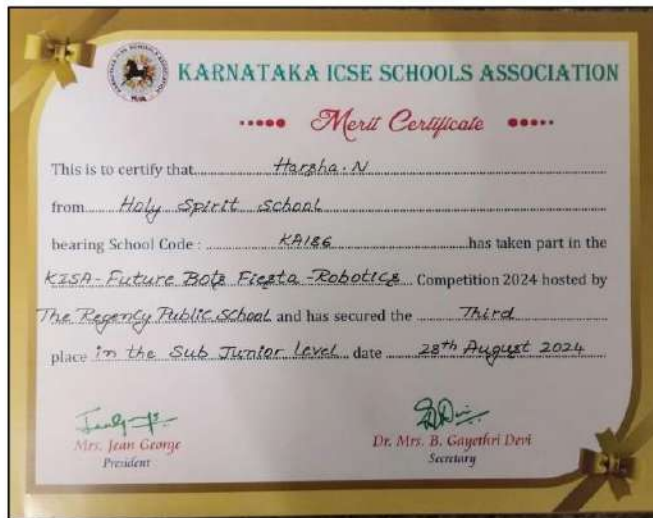 KARNATAKA ICSE SCHOOLS ASSOCIATION
Merit Certificate
This is to certify that Harsha. N
from Holy Spirit School
bearing School Code : KA186 has taken part in the
KISA - Future Bots Fiesta - Robotics Competition 2024 hosted by
The Regency Public School and has secured the Third
place in the Sub Junior Level date 28th August 2024
Mrs. Jean George
President
Dr. Mrs. B. Gayethri Devi
Secretary